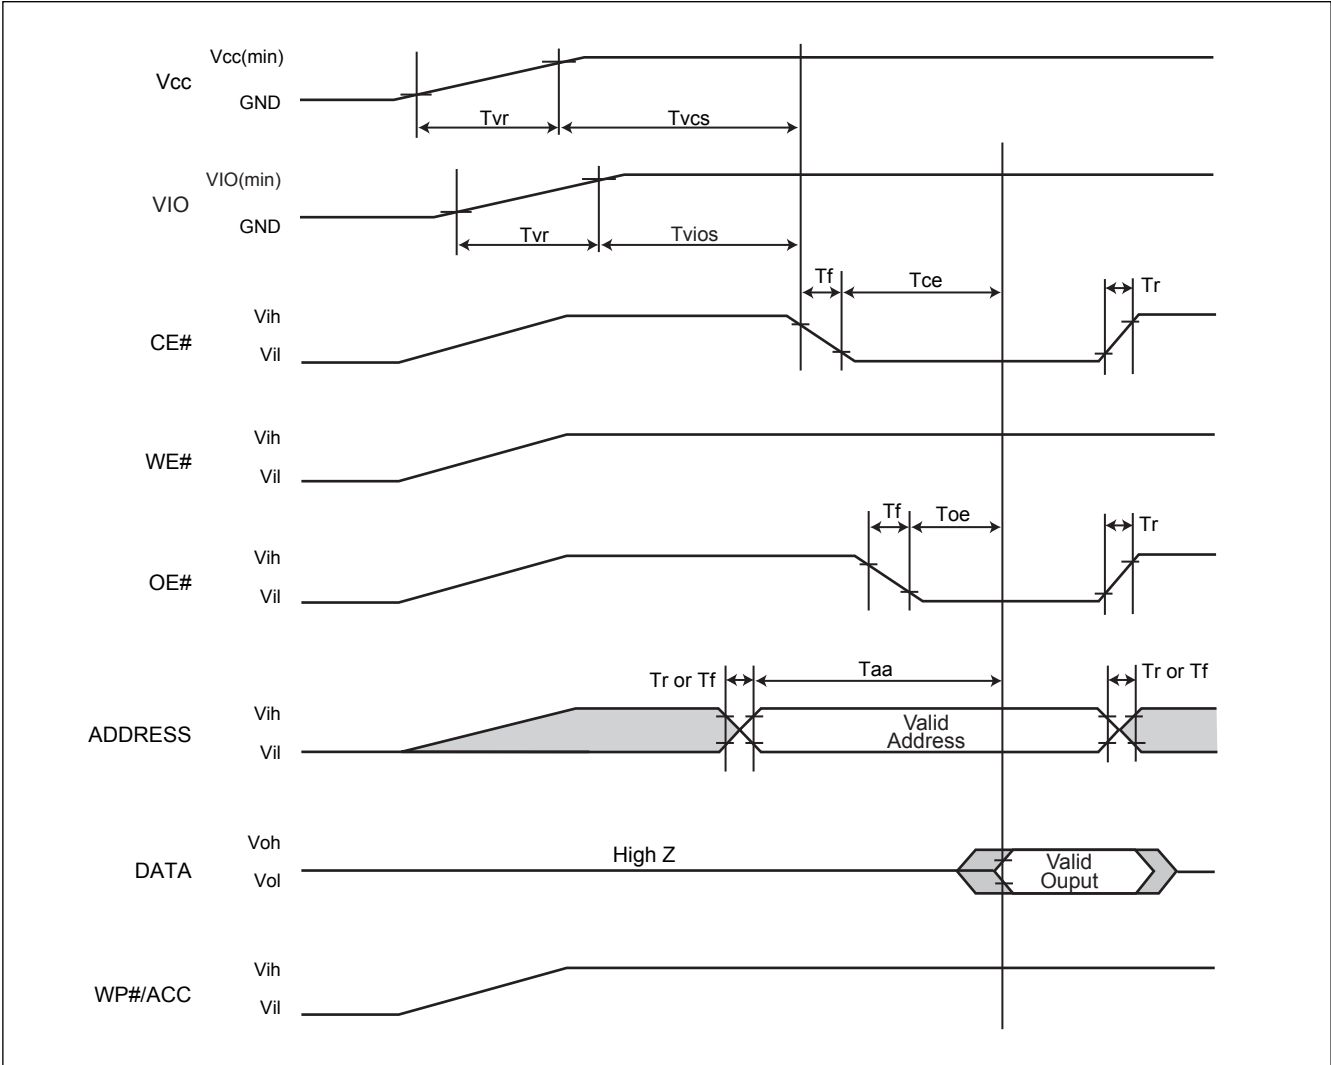 Vcc(min)
Vcc
GND
Tvr
Tvcs
VIO(min)
VIO
GND
Tvr
Tvios
Tf
Tce
Tr
Vih
CE#
Vil
Vih
WE#
Vil
Tf
Toe
Tr
Vih
OE#
Vil
Tr or Tf
Taa
Tr or Tf
Vih
ADDRESS
Vil
Valid
Address
Voh
DATA
Vol
High Z
Valid
Ouput
Vih
WP#/ACC
Vil